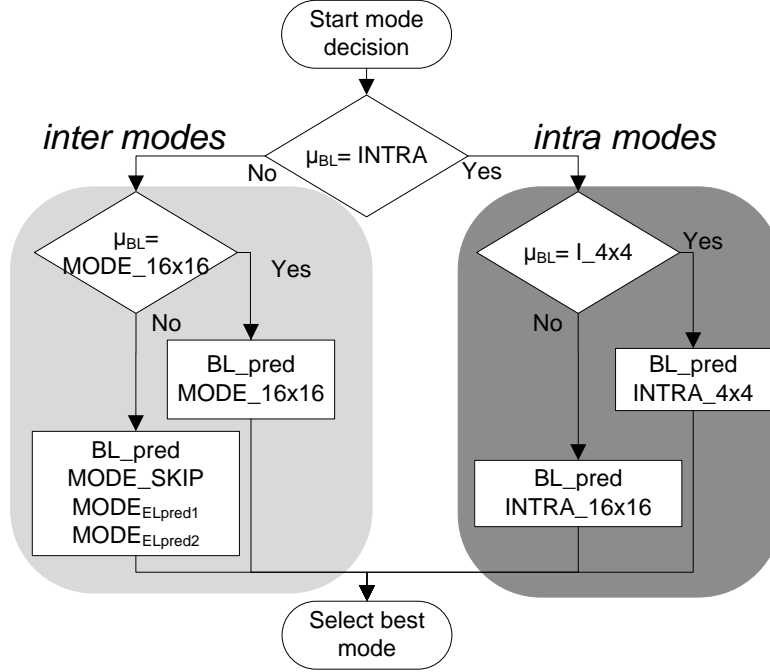 Start mode
decision
inter modes
intra modes
μBL= INTRA
No
Yes
μBL=
MODE_16x16
Yes
No
μBL= I_4x4
Yes
No
BL_pred
MODE_16x16
BL_pred
INTRA_4x4
BL_pred
MODE_SKIP
MODEELpred1
MODEELpred2
BL_pred
INTRA_16x16
Select best
mode